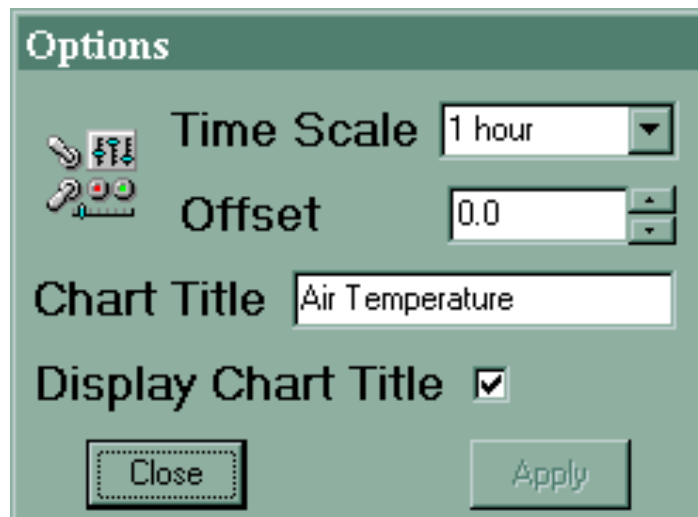 Options
Time Scale 1 hour
Offset 0.0
Chart Title Air Temperature
Display Chart Title
Close Apply